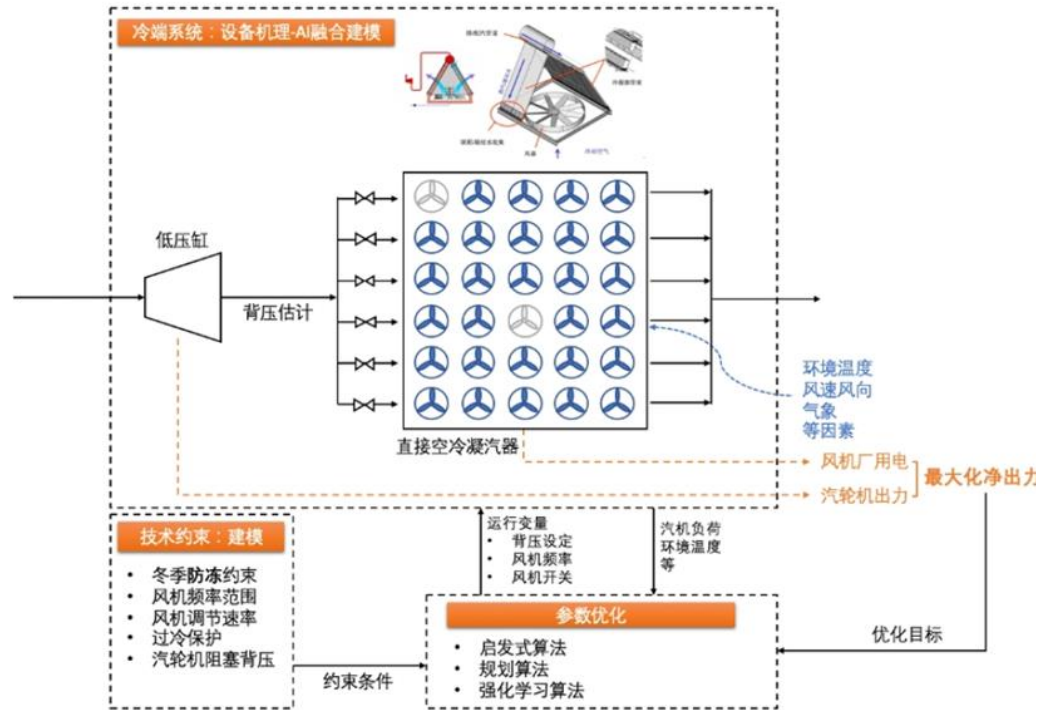 冷端系统：设备机理-AI融合建模
低压缸
背压估计
直接空冷凝汽器
环境温度
风速风向
气象
等因素
风机厂用电
汽轮机出力
最大化净出力
技术约束：建模
• 冬季防冻约束
• 风机频率范围
• 风机调节速率
• 过冷保护
• 汽轮机阻塞背压
运行变量
• 背压设定
• 风机频率
• 风机开关
汽机负荷
环境温度
等
约束条件
参数优化
• 启发式算法
• 规划算法
• 强化学习算法
优化目标